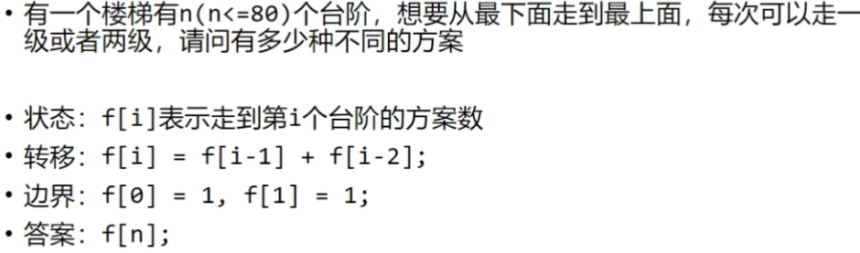 • 有一个楼梯有n(n<=80)个台阶，想要从最下面走到最上面，每次可以走一
级或者两级，请问有多少种不同的方案
• 状态：f[i]表示走到第i个台阶的方案数
• 转移：f[i] = f[i-1] + f[i-2];
• 边界：f[0] = 1, f[1] = 1;
• 答案：f[n];